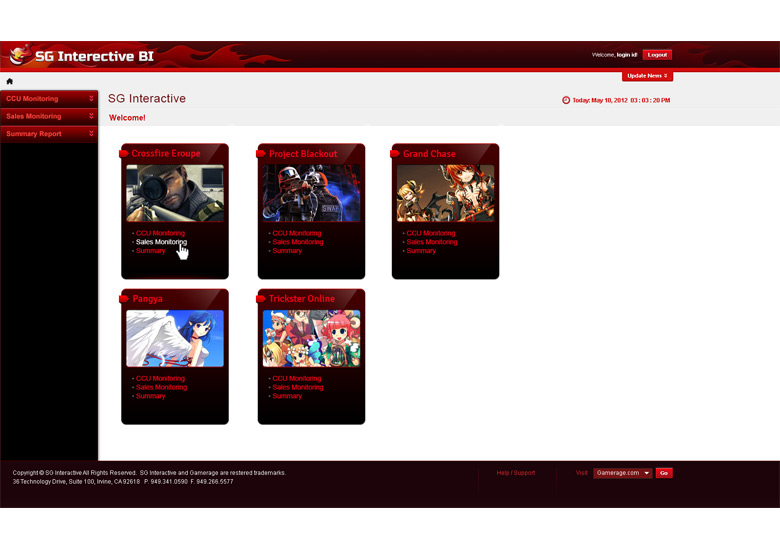 SG Interective BI
Welcome, login id! Logout
Update News
CCU Monitoring
Sales Monitoring
Summary Report
SG Interactive
Today: May 10, 2012 03 : 03 : 20 PM
Welcome!
Crossfire Eroupe
CCU Monitoring
Sales Monitoring
Summary
Project Blackout
SWAT
CCU Monitoring
Sales Monitoring
Summary
Grand Chase
CCU Monitoring
Sales Monitoring
Summary
Pangya
CCU Monitoring
Sales Monitoring
Summary
Trickster Online
CCU Monitoring
Sales Monitoring
Summary
Copyright © SG Interactive All Rights Reserved. SG Interactive and Gamerage are restered trademarks.
36 Technology Drive, Suite 100, Irvine, CA 92618 P. 949.341.0590 F. 949.266.5577
Help / Support
Visit Gamerage.com Go